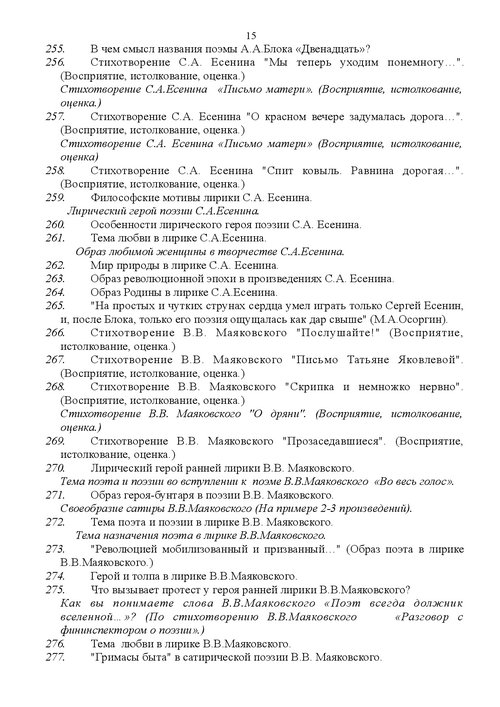 15
255. В чем смысл названия поэмы А.А.Блока «Двенадцать»?
256. Стихотворение С.А. Есенина "Мы теперь уходим понемногу…".
(Восприятие, истолкование, оценка.)
Стихотворение С.А.Есенина «Письмо матери». (Восприятие, истолкование,
оценка.)
257. Стихотворение С.А. Есенина "О красном вечере задумалась дорога…".
(Восприятие, истолкование, оценка.)
Стихотворение С.А. Есенина «Письмо матери» (Восприятие, истолкование,
оценка)
258. Стихотворение С.А. Есенина "Спит ковыль. Равнина дорогая…".
(Восприятие, истолкование, оценка.)
259. Философские мотивы лирики С.А. Есенина.
Лирический герой поэзии С.А.Есенина.
260. Особенности лирического героя поэзии С.А. Есенина.
261. Тема любви в лирике С.А.Есенина.
Образ любимой женщины в творчестве С.А.Есенина.
262. Мир природы в лирике С.А. Есенина.
263. Образ революционной эпохи в произведениях С.А. Есенина.
264. Образ Родины в лирике С.А.Есенина.
265. "На простых и чутких струнах сердца умел играть только Сергей Есенин,
и, после Блока, только его поэзия ощущалась как дар свыше" (М.А.Осоргин).
266. Стихотворение В.В. Маяковского "Послушайте!" (Восприятие,
истолкование, оценка.)
267. Стихотворение В.В. Маяковского "Письмо Татьяне Яковлевой".
(Восприятие, истолкование, оценка.)
268. Стихотворение В.В. Маяковского "Скрипка и немножко нервно".
(Восприятие, истолкование, оценка.)
Стихотворение В.В. Маяковского "О дряни". (Восприятие, истолкование,
оценка.)
269. Стихотворение В.В. Маяковского "Прозаседавшиеся". (Восприятие,
истолкование, оценка.)
270. Лирический герой ранней лирики В.В. Маяковского.
Тема поэта и поэзии во вступлении к поэме В.В.Маяковского «Во весь голос».
271. Образ героя-бунтаря в поэзии В.В. Маяковского.
Своеобразие сатиры В.В.Маяковского (На примере 2-3 произведений).
272. Тема поэта и поэзии в лирике В.В. Маяковского.
Тема назначения поэта в лирике В.В.Маяковского.
273. "Революцией мобилизованный и призванный…" (Образ поэта в лирике
В.В.Маяковского.)
274. Герой и толпа в лирике В.В.Маяковского.
275. Что вызывает протест у героя ранней лирики В.В.Маяковского?
Как вы понимаете слова В.В.Маяковского «Поэт всегда должник
вселенной…»? (По стихотворению В.В.Маяковского «Разговор с
фининспектором о поэзии».)
276. Тема любви в лирике В.В.Маяковского.
277. "Гримасы быта" в сатирической поэзии В.В. Маяковского.